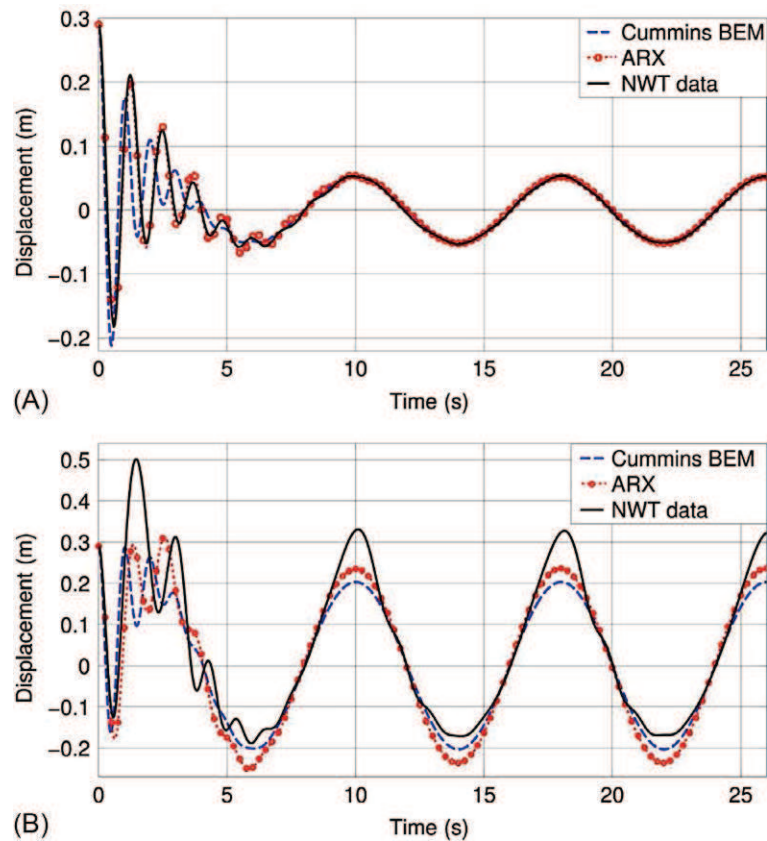 0.3
0.2
0.1
0
−0.1
−0.2
Displacement (m)
Cummins BEM
ARX
NWT data
0 5 10 15 20 25
Time (s)
(A)
0.5
0.4
0.3
0.2
0.1
0
−0.1
−0.2
Displacement (m)
Cummins BEM
ARX
NWT data
0 5 10 15 20 25
Time (s)
(B)